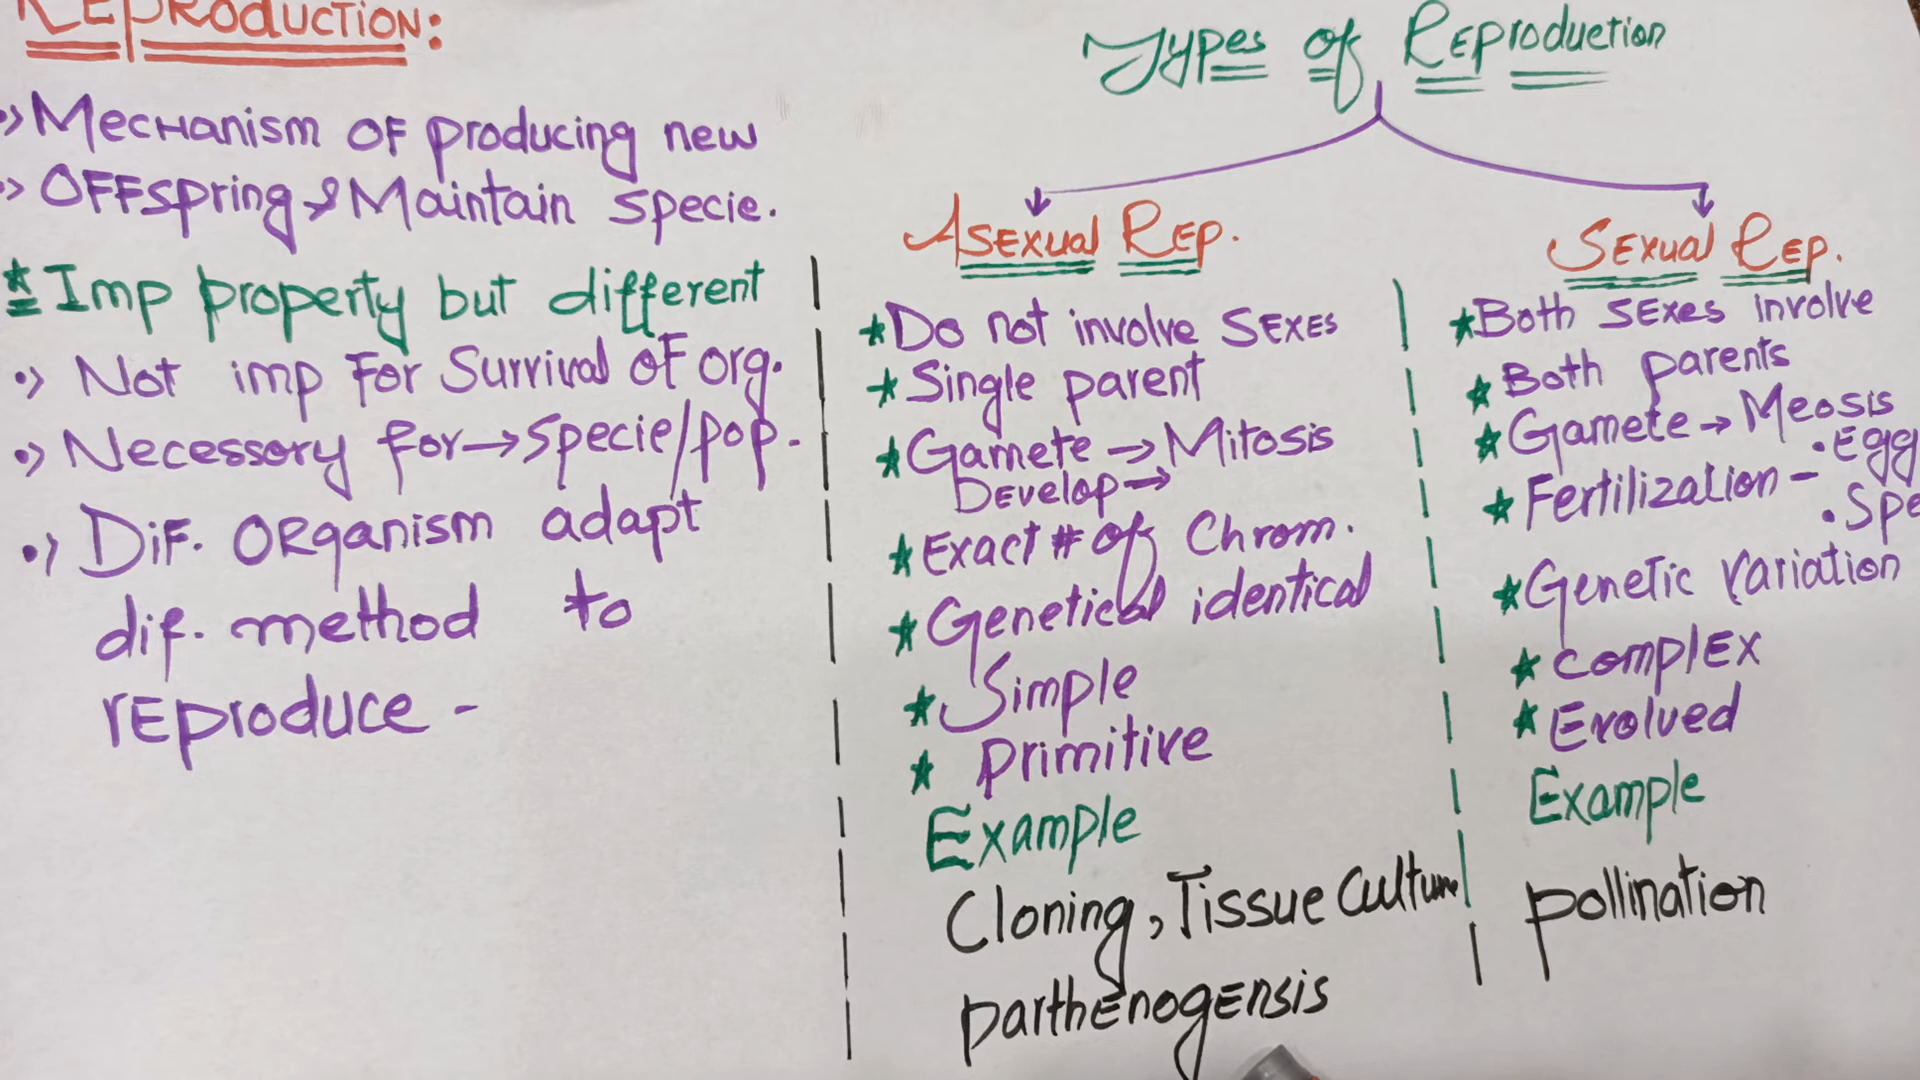 REPRODUCTION:
Mechanism OF producing new
OFFspring & Maintain specie.
Imp property but different
Not imp For Survival of org.
Necessory for → specie/pop.
Dif. ORganism adapt
dif. method to
rEproduce -
Types of Reproduction
Asexual Rep.
Do not involve SExES
Single parent
Gamete → Mitosis
Develop →
Exact # of Chrom.
Genetical identical
Simple
primitive
Example
Cloning, Tissue Culture
parthenogensis
Sexual Rep.
Both SExes involve
Both parents
Gamete → Meosis
Fertilization - • Egg
• Spe
Genetic variation
complEx
Evolved
Example
pollination